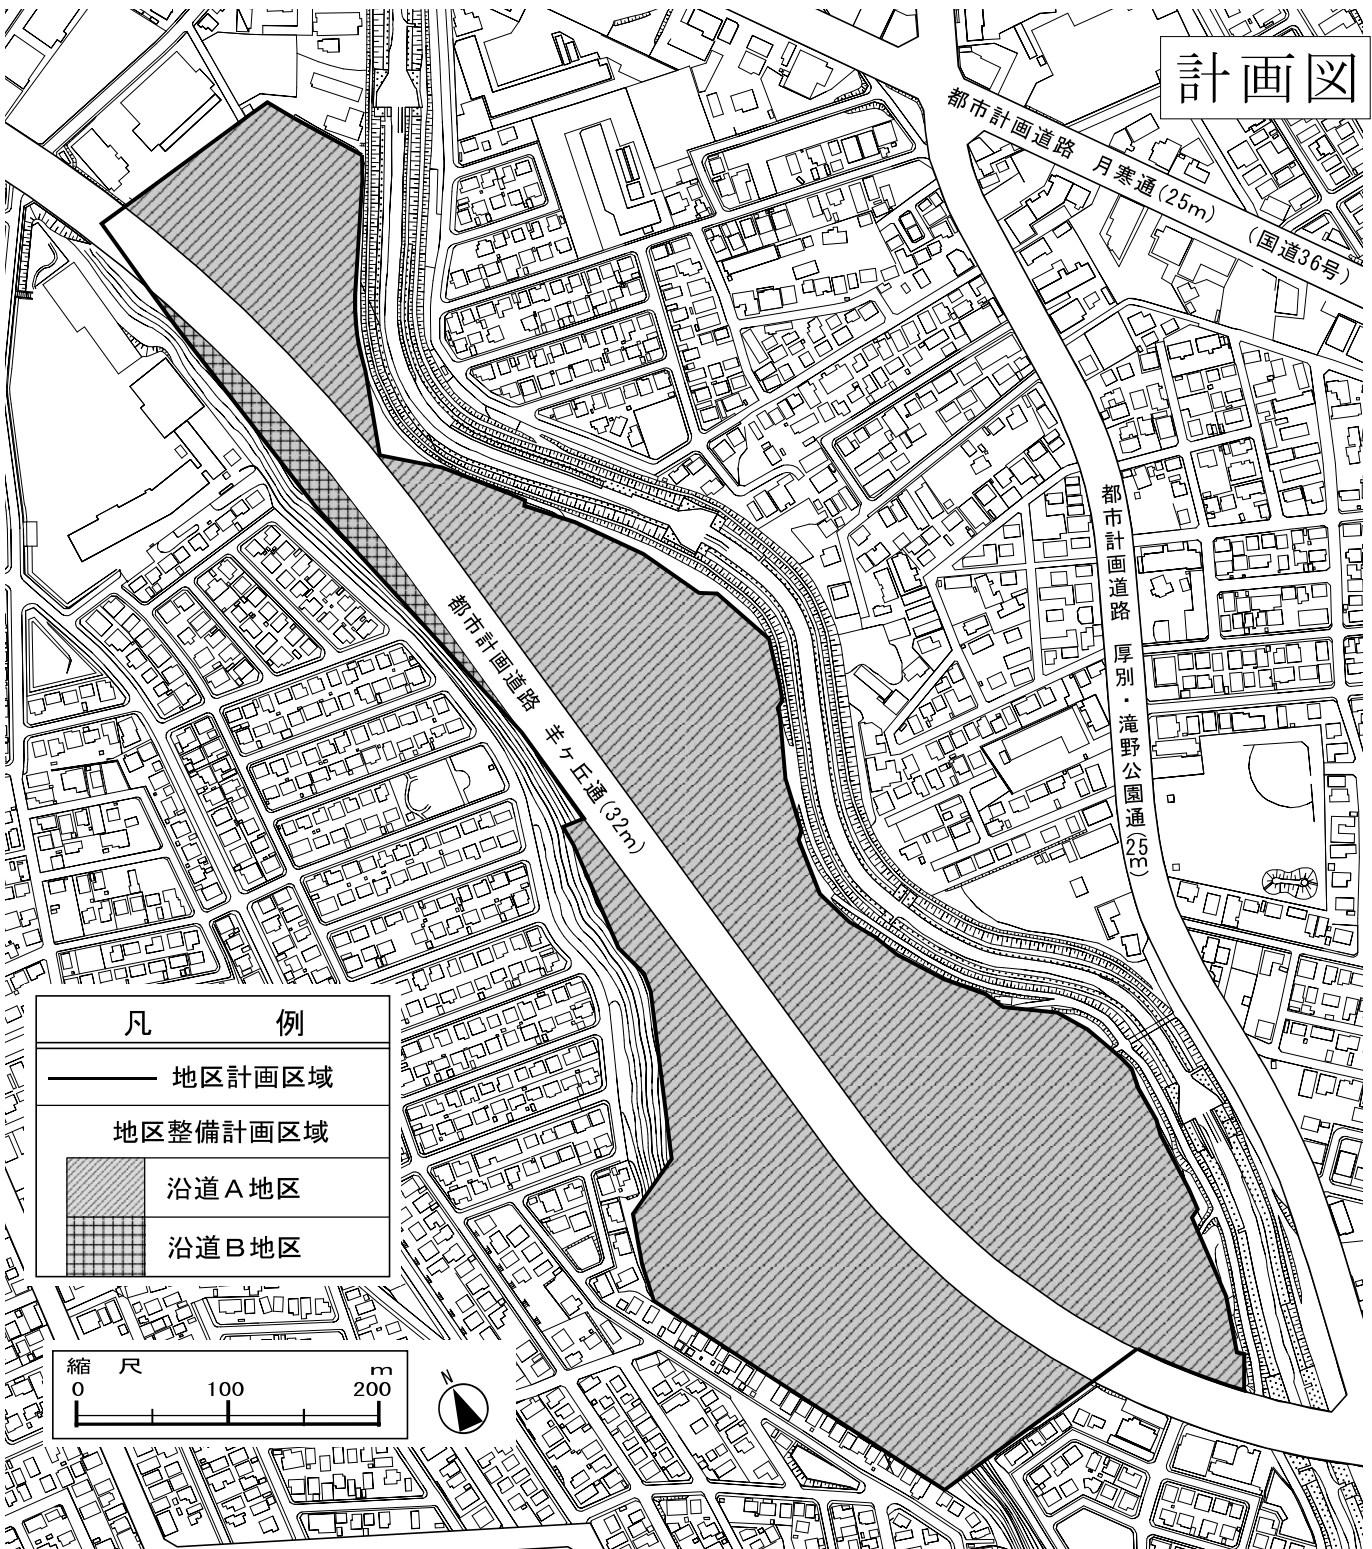 計画図
都市計画道路 月寒通(25m)
(国道36号)
都市計画道路 厚別・滝野公園通(25m)
都市計画道路 羊ヶ丘通(32m)
凡 例
地区計画区域
地区整備計画区域
沿道A地区
沿道B地区
縮 尺 m
0 100 200
N